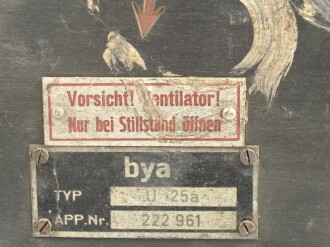 Vorsicht! Ventilator!
Nur bei Stillstand öffnen
bya
TYP 25a
APP.Nr. 222 961